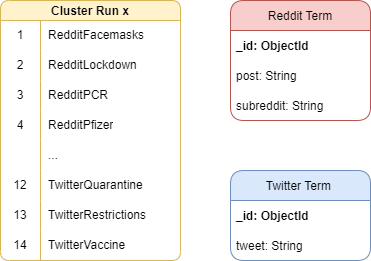 Cluster Run x
1 RedditFacemasks
2 RedditLockdown
3 RedditPCR
4 RedditPfizer
...
12 TwitterQuarantine
13 TwitterRestrictions
14 TwitterVaccine
Reddit Term
_id: ObjectId
post: String
subreddit: String
Twitter Term
_id: ObjectId
tweet: String